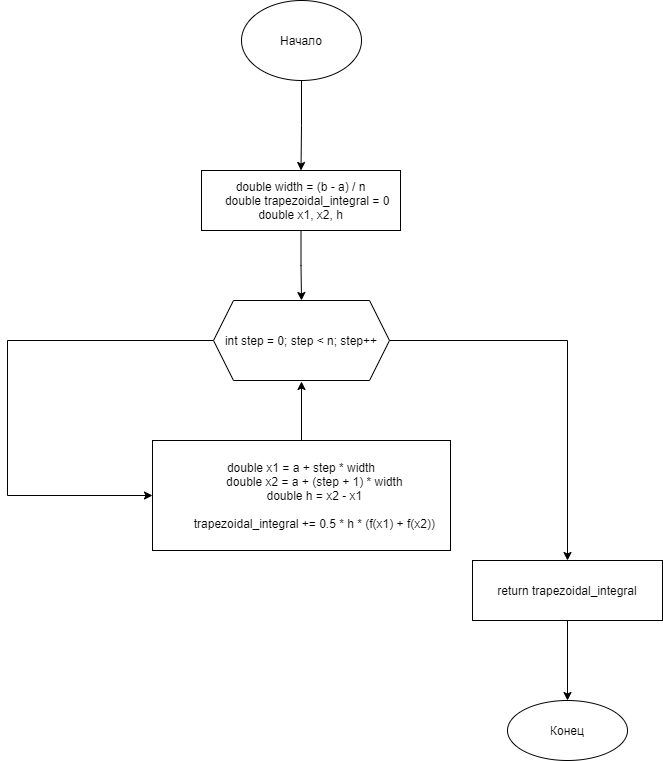 Начало
double width = (b - a) / n
double trapezoidal_integral = 0
double x1, x2, h
int step = 0; step < n; step++
double x1 = a + step * width
double x2 = a + (step + 1) * width
double h = x2 - x1
trapezoidal_integral += 0.5 * h * (f(x1) + f(x2))
return trapezoidal_integral
Конец